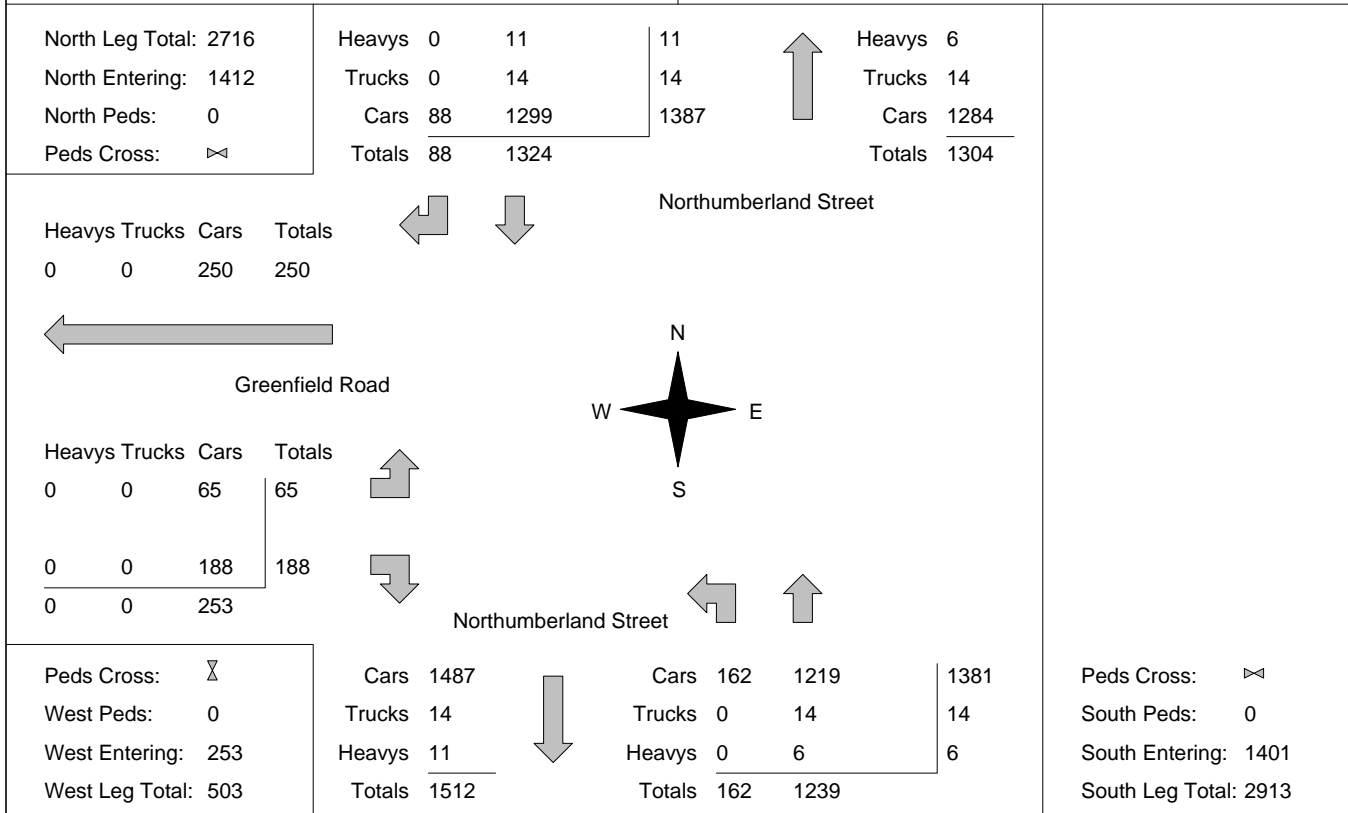 North Leg Total: 2716
North Entering: 1412
North Peds: 0
Peds Cross:
Heavys 0 11 11
Trucks 0 14 14
Cars 88 1299 1387
Totals 88 1324
Heavys 6
Trucks 14
Cars 1284
Totals 1304
Northumberland Street
Heavys Trucks Cars Totals
0 0 250 250
Greenfield Road
N
W E
S
Heavys Trucks Cars Totals
0 0 65 65
0 0 188 188
0 0 253
Northumberland Street
Peds Cross:
West Peds: 0
West Entering: 253
West Leg Total: 503
Cars 1487
Trucks 14
Heavys 11
Totals 1512
Cars 162 1219 1381
Trucks 0 14 14
Heavys 0 6 6
Totals 162 1239
Peds Cross:
South Peds: 0
South Entering: 1401
South Leg Total: 2913